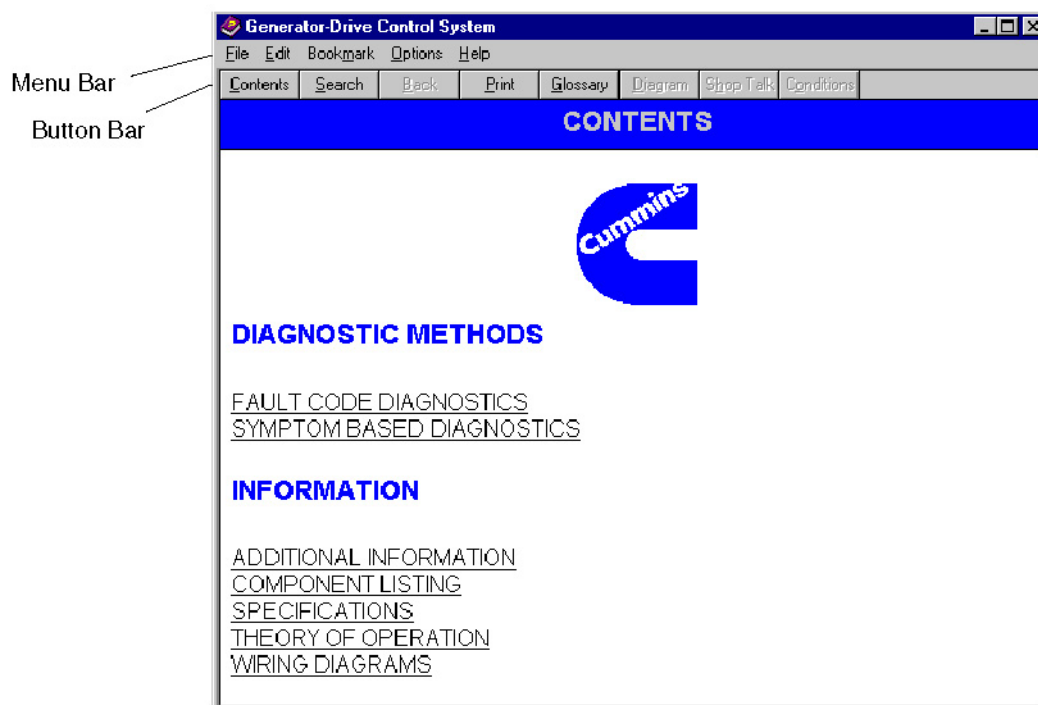 Generator-Drive Control System
File Edit Bookmark Options Help
Menu Bar
Contents Search Back Print Glossary Diagram Shop Talk Conditions
Button Bar
CONTENTS
Cummins
DIAGNOSTIC METHODS
FAULT CODE DIAGNOSTICS
SYMPTOM BASED DIAGNOSTICS
INFORMATION
ADDITIONAL INFORMATION
COMPONENT LISTING
SPECIFICATIONS
THEORY OF OPERATION
WIRING DIAGRAMS